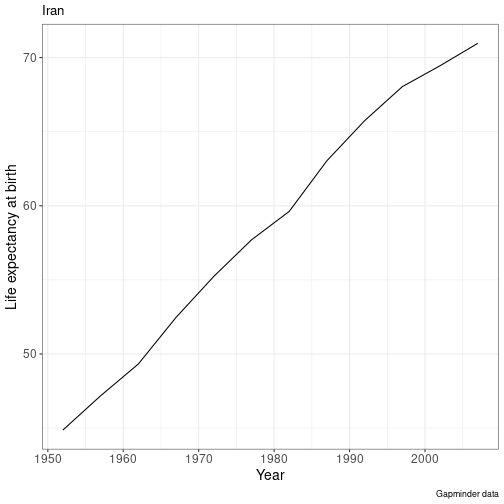 Iran
70
60
50
Life expectancy at birth
1950 1960 1970 1980 1990 2000
Year
Gapminder data